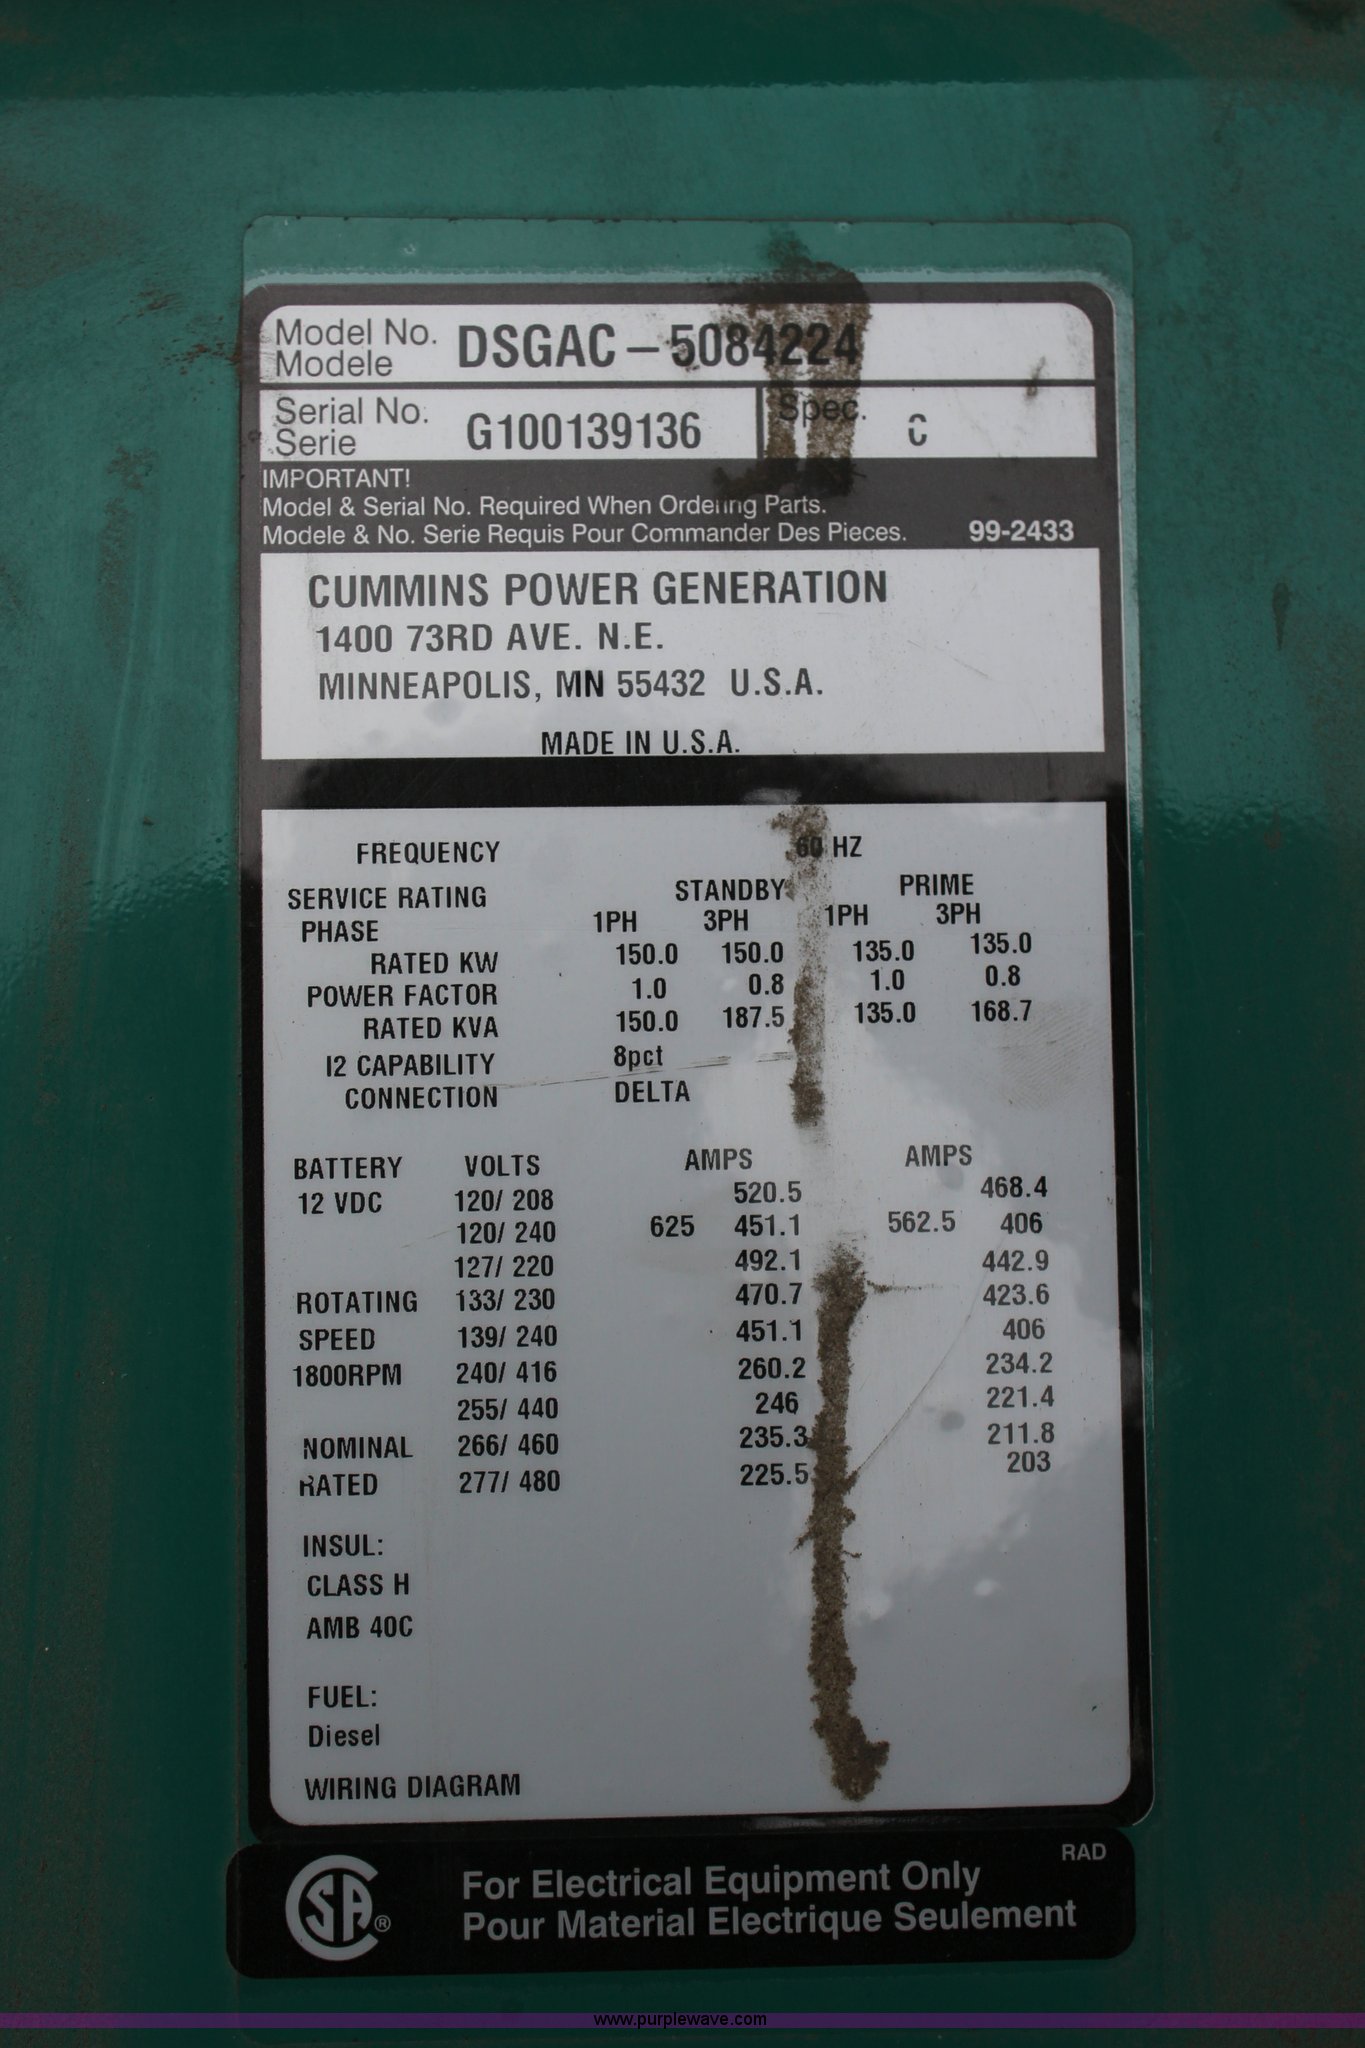 Model No. DSGAC - 5084224
Modele
Serial No. G100139136 Spec. C
Serie
IMPORTANT!
Model & Serial No. Required When Ordering Parts.
Modele & No. Serie Requis Pour Commander Des Pieces. 99-2433
CUMMINS POWER GENERATION
1400 73RD AVE. N.E.
MINNEAPOLIS, MN 55432 U.S.A.
MADE IN U.S.A.
FREQUENCY 60 HZ
SERVICE RATING STANDBY PRIME
PHASE 1PH 3PH 1PH 3PH
RATED KW 150.0 150.0 135.0 135.0
POWER FACTOR 1.0 0.8 1.0 0.8
RATED KVA 150.0 187.5 135.0 168.7
I2 CAPABILITY 8pct
CONNECTION DELTA
BATTERY VOLTS AMPS AMPS
12 VDC 120/ 208 520.5 468.4
120/ 240 625 451.1 562.5 406
127/ 220 492.1 442.9
ROTATING 133/ 230 470.7 423.6
SPEED 139/ 240 451.1 406
1800RPM 240/ 416 260.2 234.2
255/ 440 246 221.4
NOMINAL 266/ 460 235.3 211.8
RATED 277/ 480 225.5 203
INSUL:
CLASS H
AMB 40C
FUEL:
Diesel
WIRING DIAGRAM
RAD
CSA ® For Electrical Equipment Only
Pour Material Electrique Seulement
www.purplewave.com